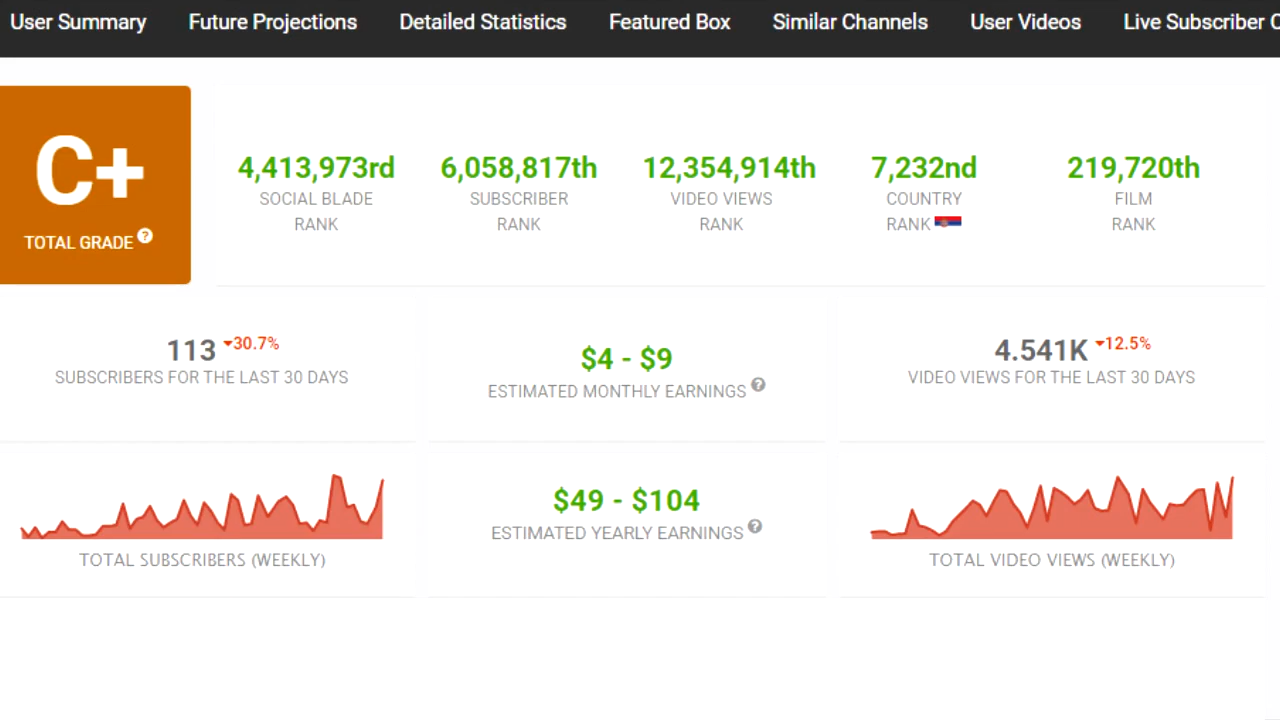 User Summary Future Projections Detailed Statistics Featured Box Similar Channels User Videos Live Subscriber C
C+
TOTAL GRADE ?
4,413,973rd 6,058,817th 12,354,914th 7,232nd 219,720th
SOCIAL BLADE SUBSCRIBER VIDEO VIEWS COUNTRY FILM
RANK RANK RANK RANK RANK
113 30.7% $4 - $9 4.541K 12.5%
SUBSCRIBERS FOR THE LAST 30 DAYS ESTIMATED MONTHLY EARNINGS ? VIDEO VIEWS FOR THE LAST 30 DAYS
$49 - $104
TOTAL SUBSCRIBERS (WEEKLY) ESTIMATED YEARLY EARNINGS ? TOTAL VIDEO VIEWS (WEEKLY)